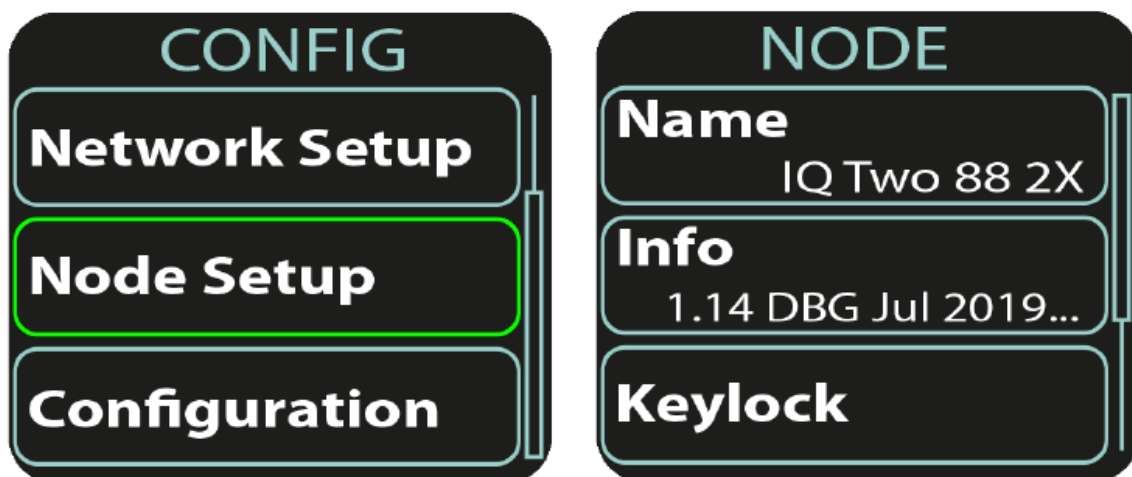 CONFIG
Network Setup
Node Setup
Configuration
NODE
Name
IQ Two 88 2X
Info
1.14 DBG Jul 2019...
Keylock